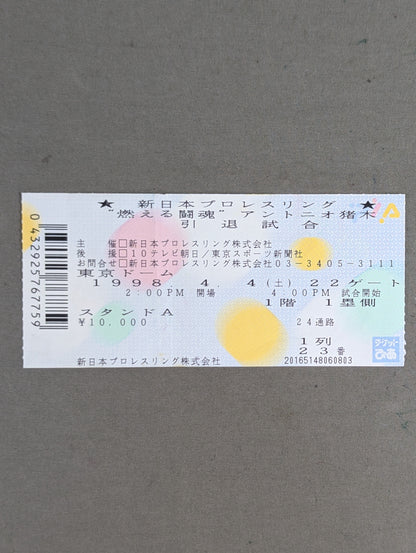 ★ 新日本プロレスリング ★
"燃える闘魂" アントニオ猪木
引退試合
主 催□新日本プロレスリング株式会社
後 援□10テレビ朝日/東京スポーツ新聞社
お問合せ□新日本プロレスリング株式会社03-3405-3111
東京ドーム
1998 4 4(土) 22ゲート
2:00PM 開場 4:00PM 試合開始
1階 1塁側
スタンドA
¥10,000
24通路
1列
23番
新日本プロレスリング株式会社
20165148060803
チケットぴあ
0432925767759